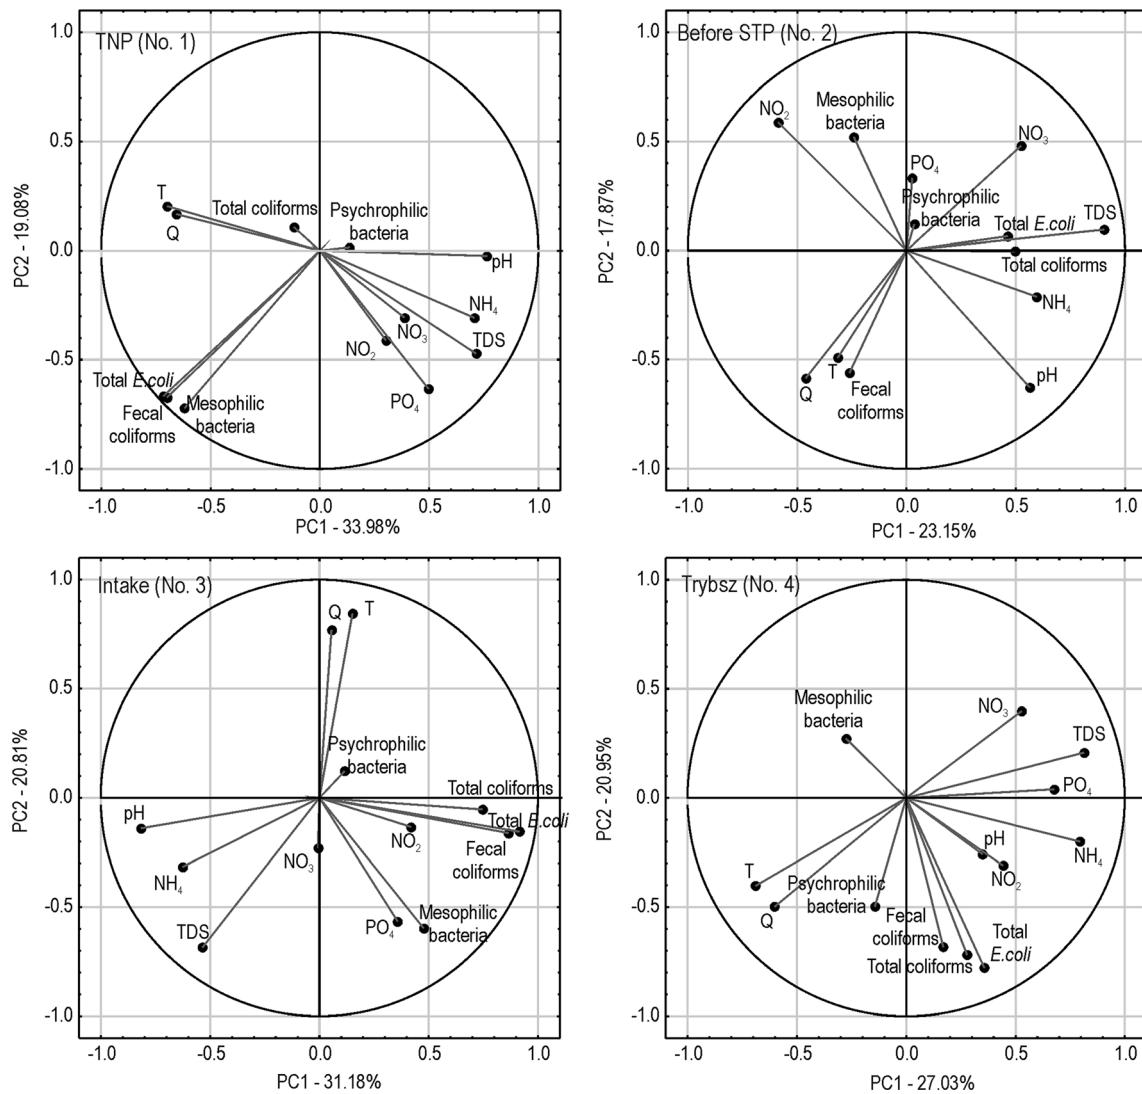 TNP (No. 1)
1.0
0.5
0.0
-0.5
-1.0
PC2 - 19.08%
T
Q
Total coliforms
Psychrophilic
bacteria
pH
NH4
NO3
TDS
NO2
PO4
Total E.coli
Fecal
coliforms
Mesophilic
bacteria
-1.0 -0.5 0.0 0.5 1.0
PC1 - 33.98%
Before STP (No. 2)
1.0
0.5
0.0
-0.5
-1.0
PC2 - 17.87%
NO2
Mesophilic
bacteria
NO3
PO4
Psychrophilic
bacteria
Total E.coli
TDS
Total coliforms
NH4
T
Q
Fecal
coliforms
pH
-1.0 -0.5 0.0 0.5 1.0
PC1 - 23.15%
Intake (No. 3)
1.0
0.5
0.0
-0.5
-1.0
PC2 - 20.81%
Q
T
Psychrophilic
bacteria
Total coliforms
pH
Total E.coli
NO2
Fecal
coliforms
NO3
NH4
TDS
PO4
Mesophilic
bacteria
-1.0 -0.5 0.0 0.5 1.0
PC1 - 31.18%
Trybsz (No. 4)
1.0
0.5
0.0
-0.5
-1.0
PC2 - 20.95%
Mesophilic
bacteria
NO3
TDS
PO4
pH
NH4
NO2
T
Q
Psychrophilic
bacteria
Fecal
coliforms
Total coliforms
Total
E.coli
-1.0 -0.5 0.0 0.5 1.0
PC1 - 27.03%